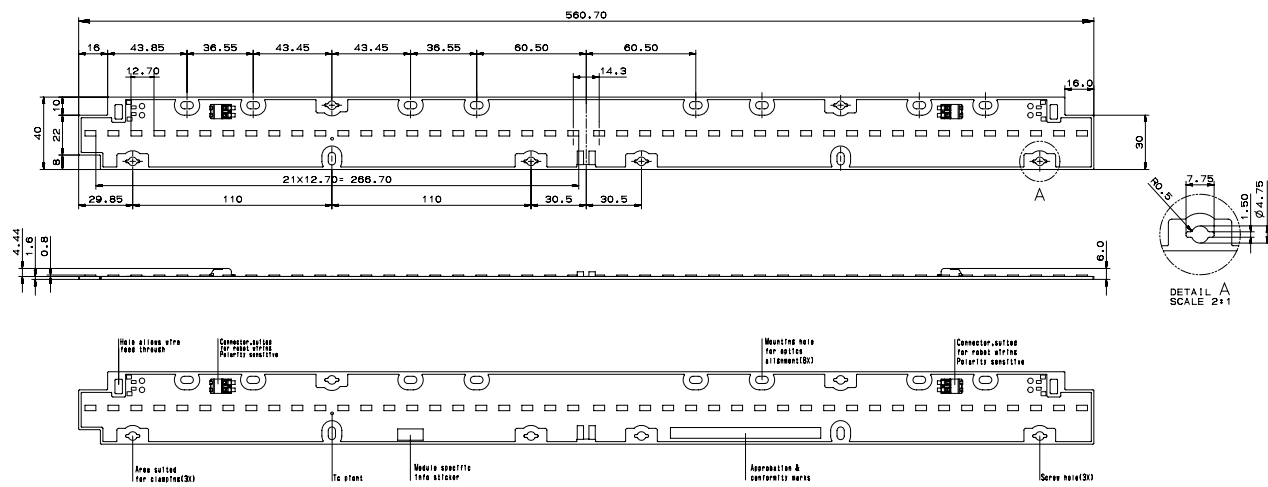 560.70
16 43.85 36.55 43.45 43.45 36.55 60.50 60.50
12.70 14.3 16.0
10
40 22 30
8
21X12.70= 266.70
29.85 110 110 30.5 30.5
A
R0.5 7.75 1.50 Ø4.75
4.44 1.6 0.8 6.0
DETAIL A
SCALE 2:1
Hole allows wire
feed through
Connector,suited
for robot wiring
Polarity sensitive
Mounting hole
for optics
alignment(8X)
Connector,suited
for robot wiring
Polarity sensitive
Area suited
for clamping(3X)
Tc piont
Module specific
info sticker
Approbation &
conformity marks
Screw hole(3X)